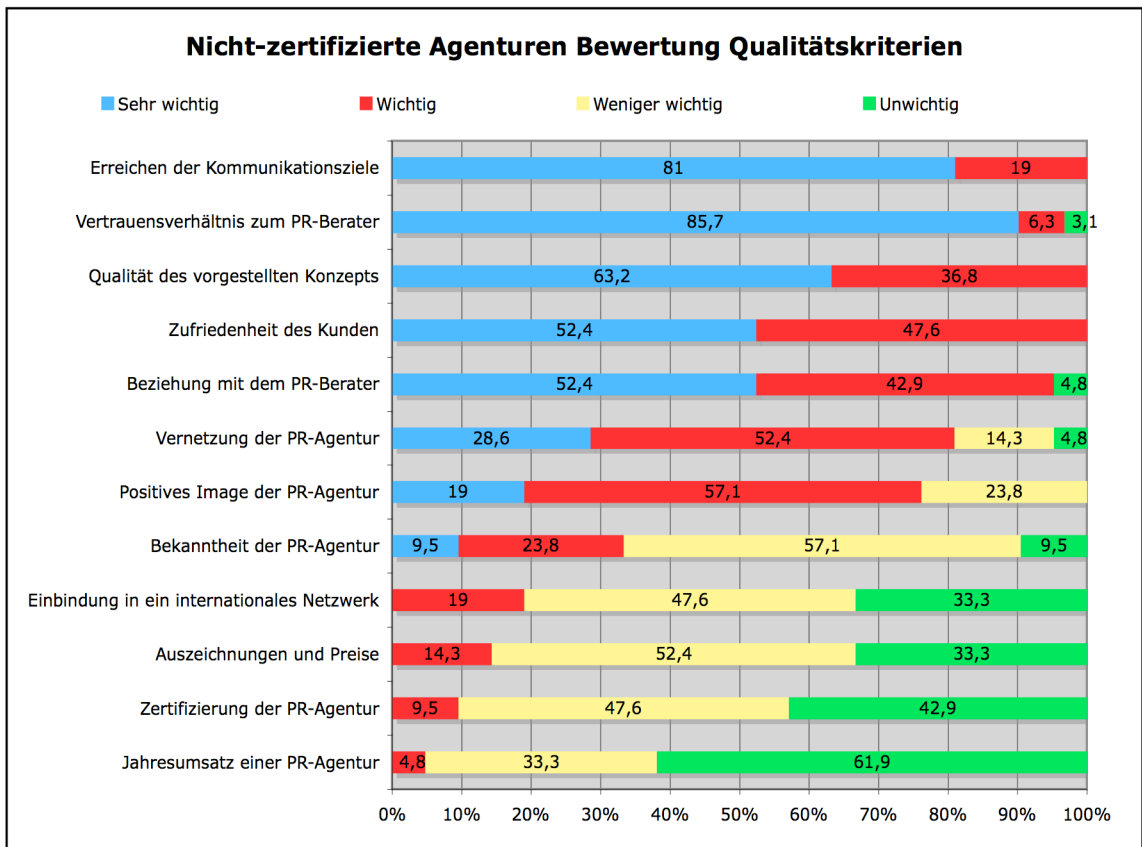 Nicht-zertifizierte Agenturen Bewertung Qualitätskriterien
Sehr wichtig Wichtig Weniger wichtig Unwichtig
Erreichen der Kommunikationsziele 81 19
Vertrauensverhältnis zum PR-Berater 85,7 6,3 3,1
Qualität des vorgestellten Konzepts 63,2 36,8
Zufriedenheit des Kunden 52,4 47,6
Beziehung mit dem PR-Berater 52,4 42,9 4,8
Vernetzung der PR-Agentur 28,6 52,4 14,3 4,8
Positives Image der PR-Agentur 19 57,1 23,8
Bekanntheit der PR-Agentur 9,5 23,8 57,1 9,5
Einbindung in ein internationales Netzwerk 19 47,6 33,3
Auszeichnungen und Preise 14,3 52,4 33,3
Zertifizierung der PR-Agentur 9,5 47,6 42,9
Jahresumsatz einer PR-Agentur 4,8 33,3 61,9
0% 10% 20% 30% 40% 50% 60% 70% 80% 90% 100%